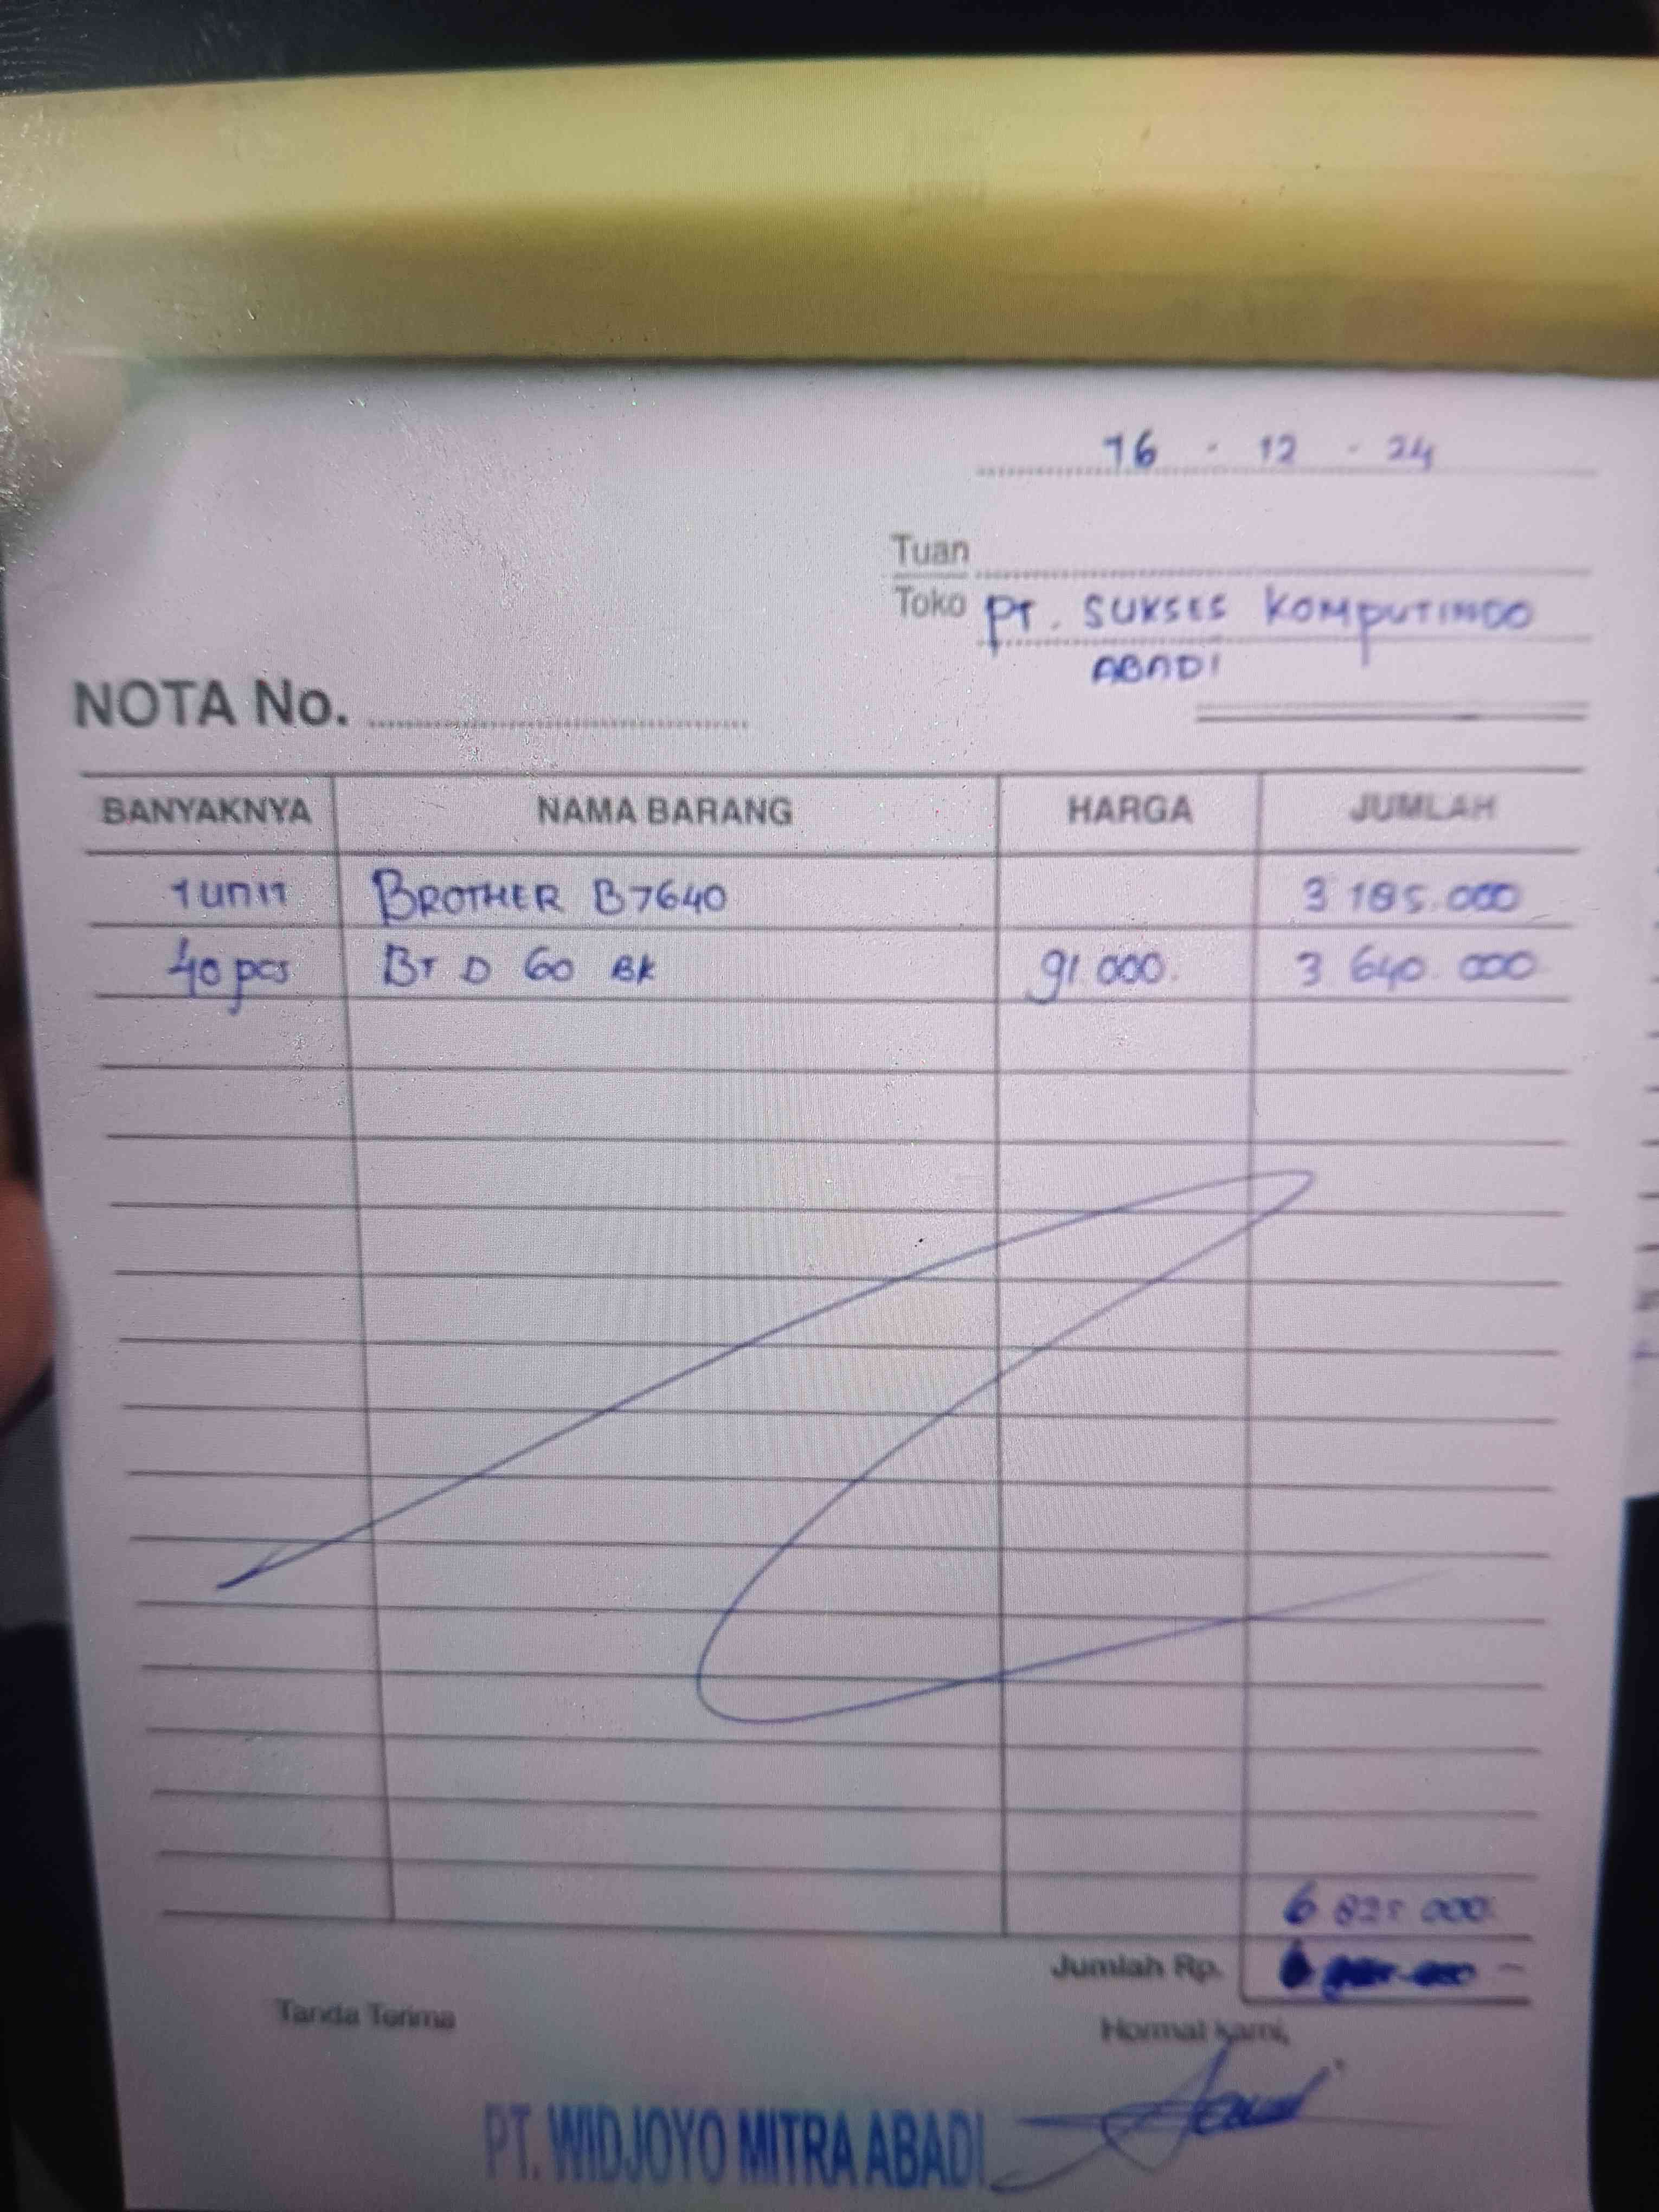 16 - 12 - 24
Tuan
Toko PT. SUKSES KOMPUTINDO
ABADI
NOTA No.
BANYAKNYA NAMA BARANG HARGA JUMLAH
1 UNIT BROTHER B7640 3 185.000
40 pcs BT D 60 BK 91.000. 3 640 000
6 825 000.
Jumlah Rp.
Tanda Terima Hormat kami,
PT. WIDJOYO MITRA ABADI